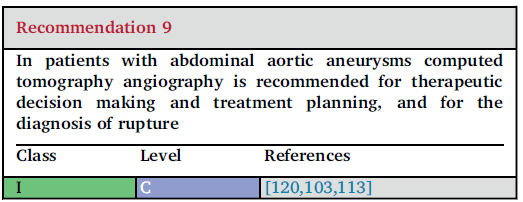 Recommendation 9
In patients with abdominal aortic aneurysms computed
tomography angiography is recommended for therapeutic
decision making and treatment planning, and for the
diagnosis of rupture
Class Level References
I C [120,103,113]